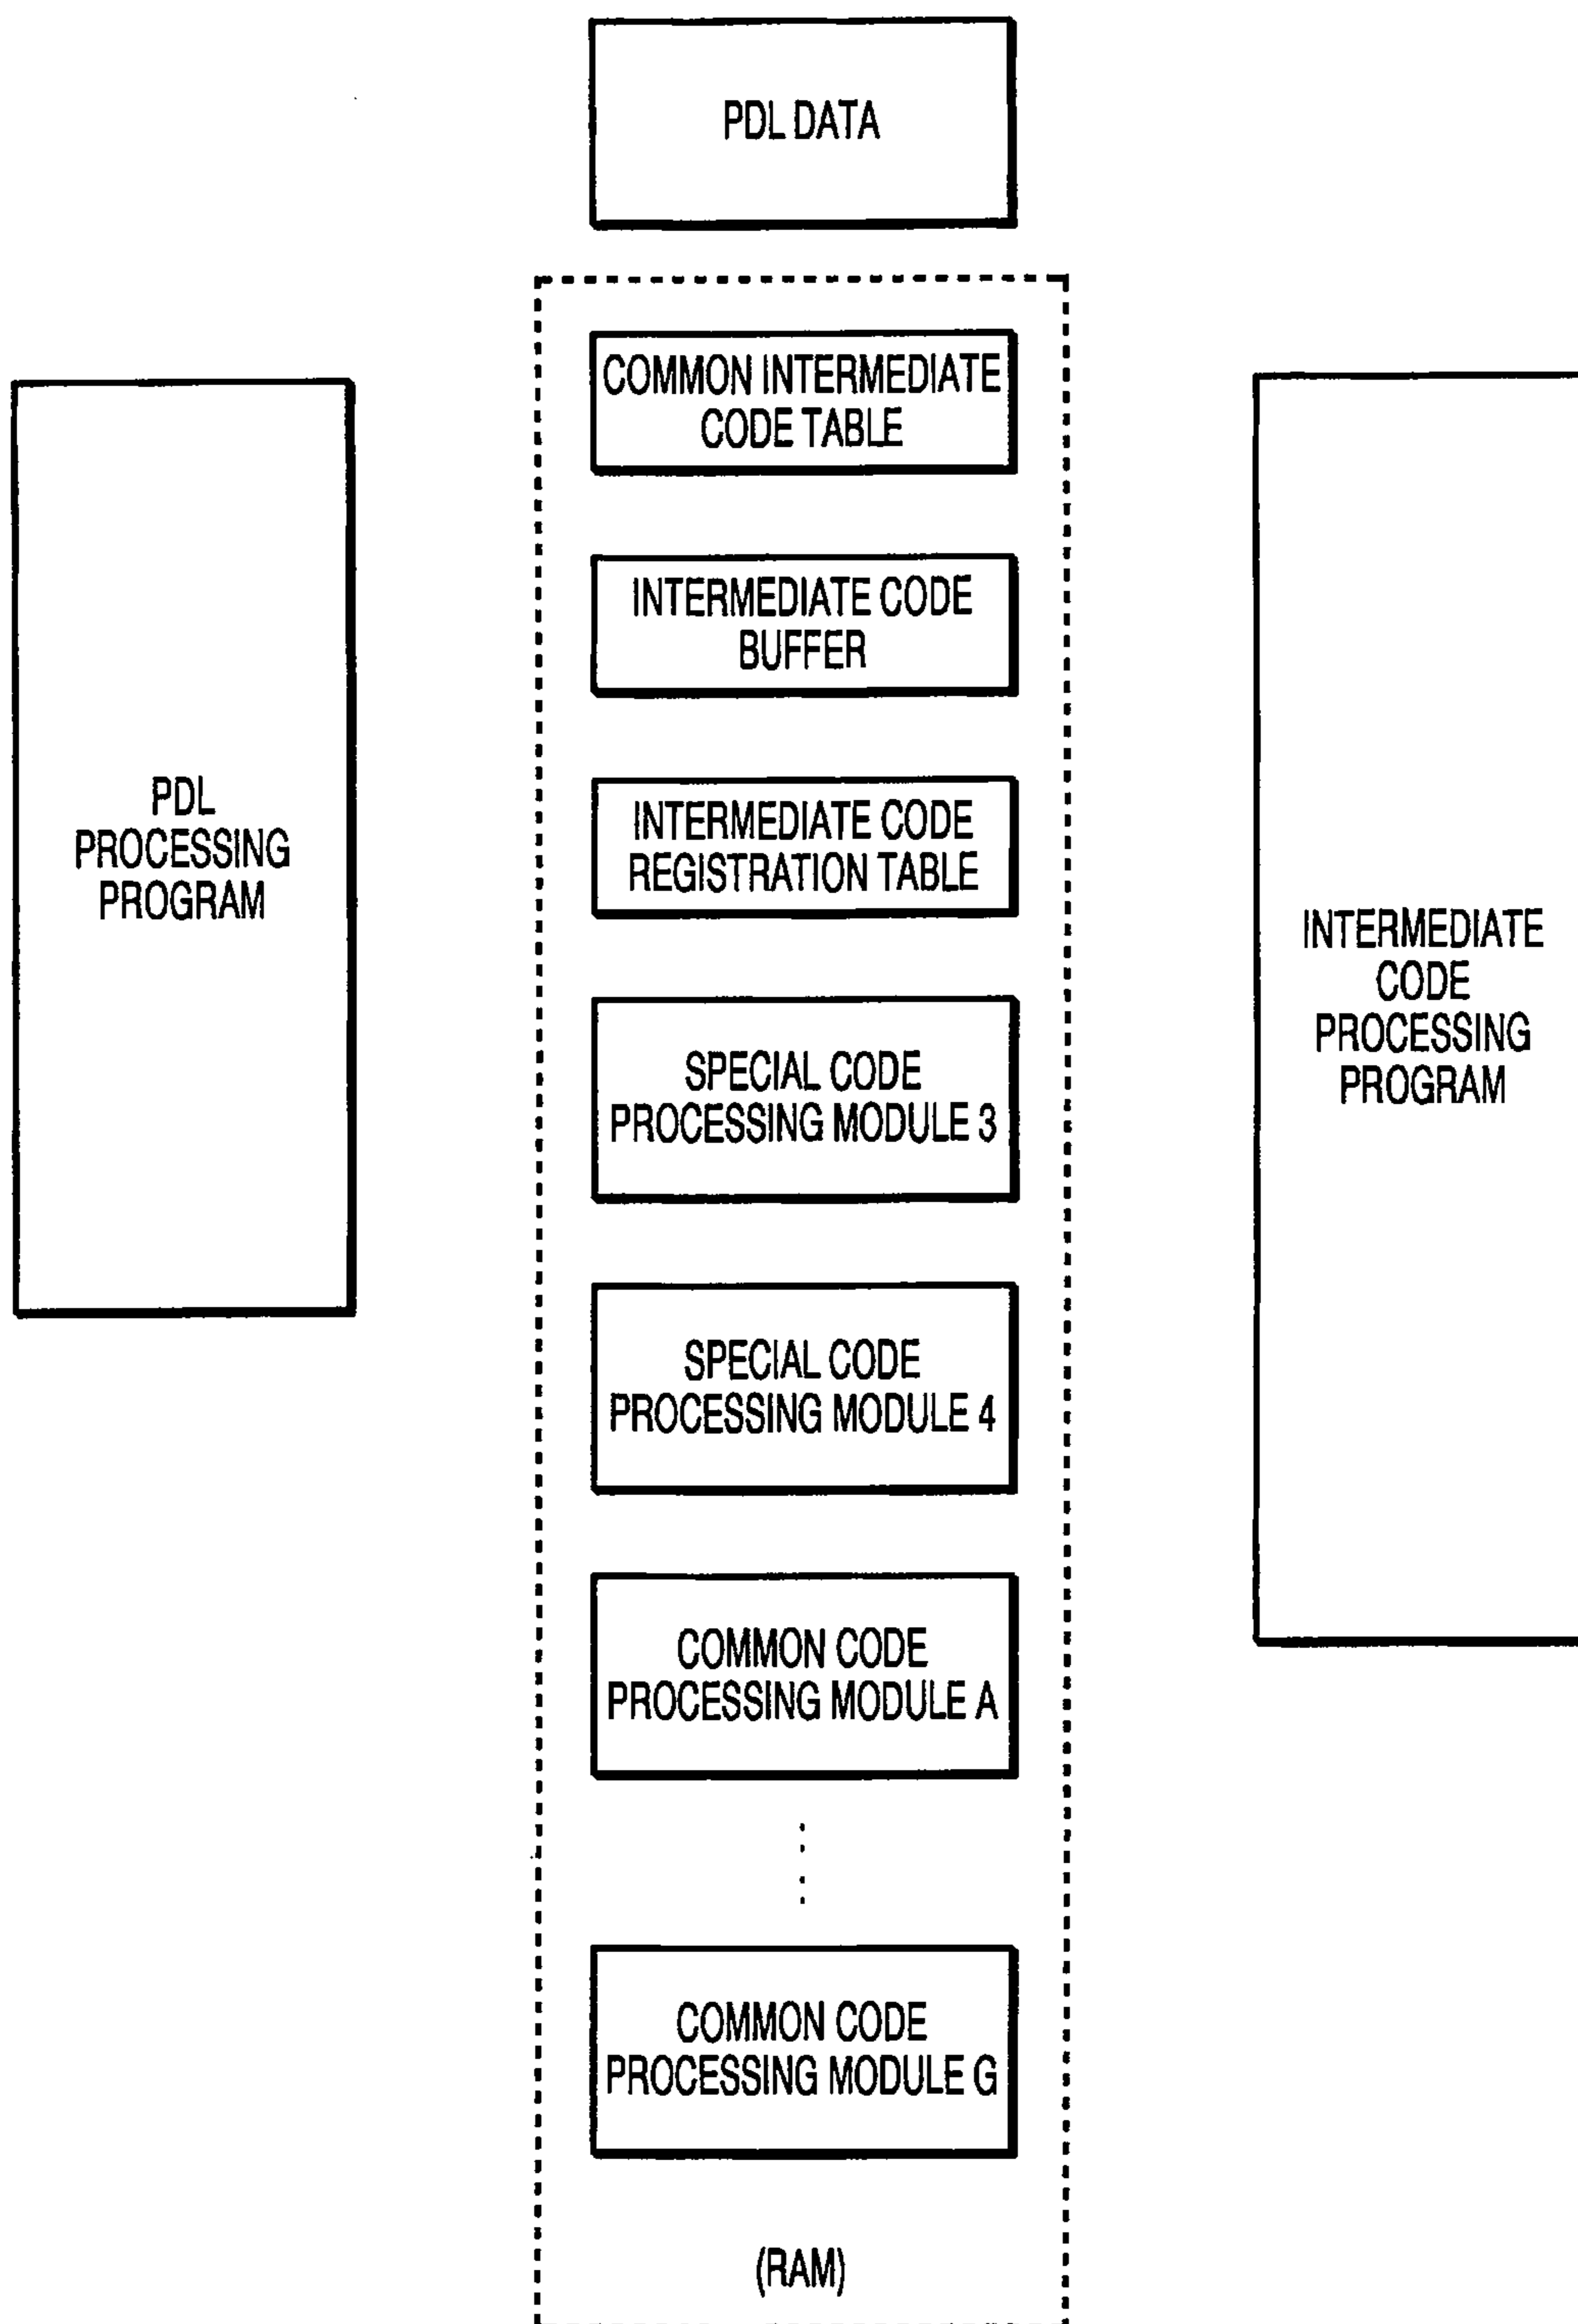 PDL DATA
COMMON INTERMEDIATE
CODE TABLE
INTERMEDIATE CODE
BUFFER
INTERMEDIATE CODE
REGISTRATION TABLE
SPECIAL CODE
PROCESSING MODULE 3
SPECIAL CODE
PROCESSING MODULE 4
COMMON CODE
PROCESSING MODULE A
COMMON CODE
PROCESSING MODULE G
(RAM)
PDL
PROCESSING
PROGRAM
INTERMEDIATE
CODE
PROCESSING
PROGRAM